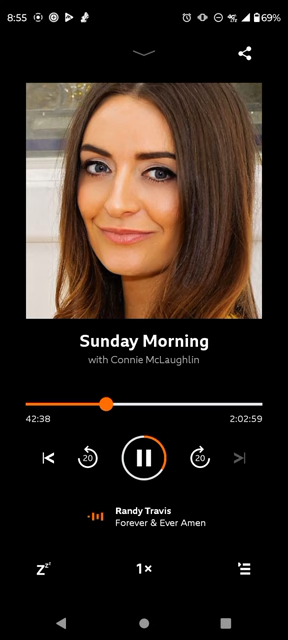 8:55
69%
Sunday Morning
with Connie McLaughlin
42:38
2:02:59
20
20
Randy Travis
Forever & Ever Amen
Zzz
1×